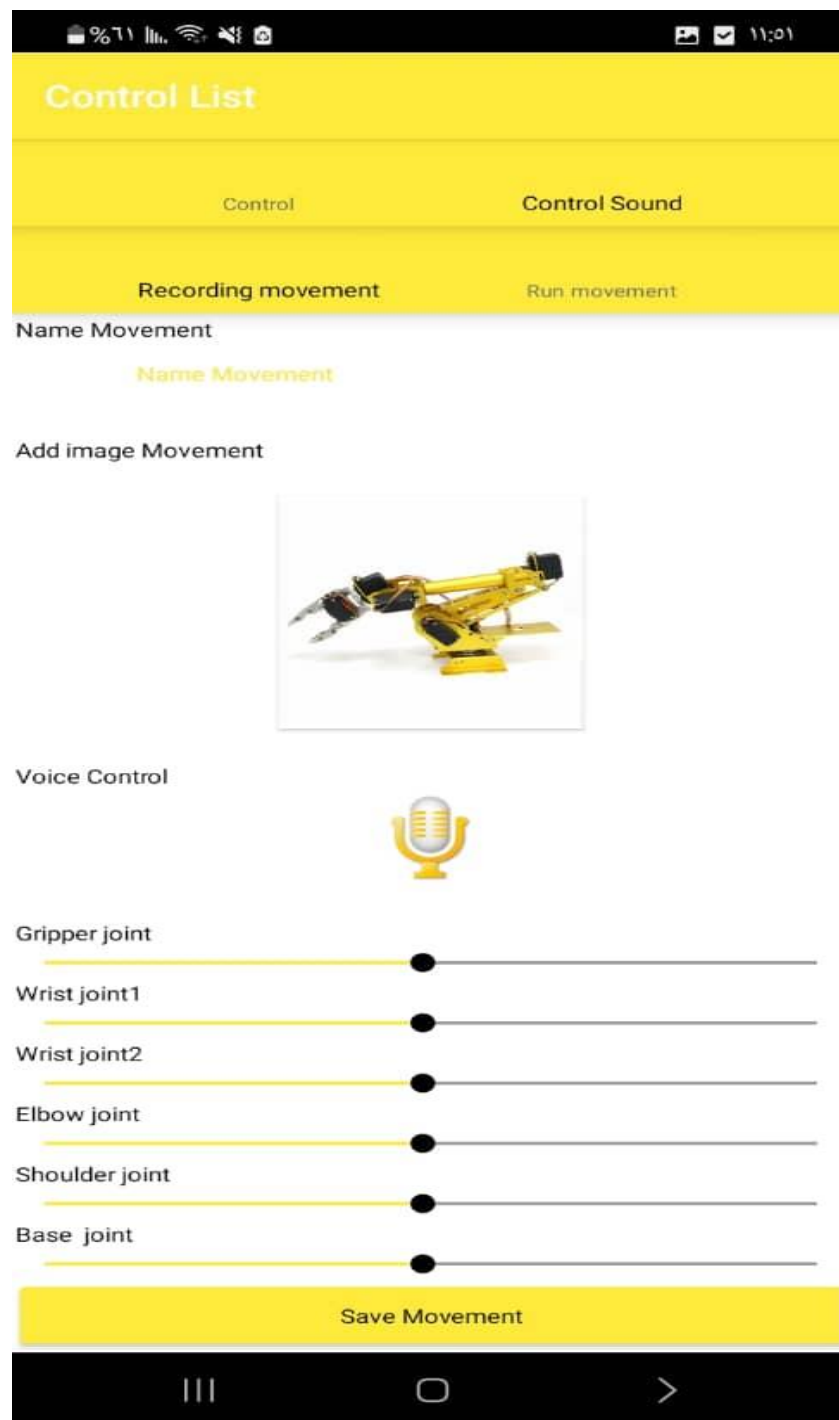 %٦١ ١١:٥١
Control List
Control Control Sound
Recording movement Run movement
Name Movement
Name Movement
Add image Movement
Voice Control
Gripper joint
Wrist joint1
Wrist joint2
Elbow joint
Shoulder joint
Base joint
Save Movement